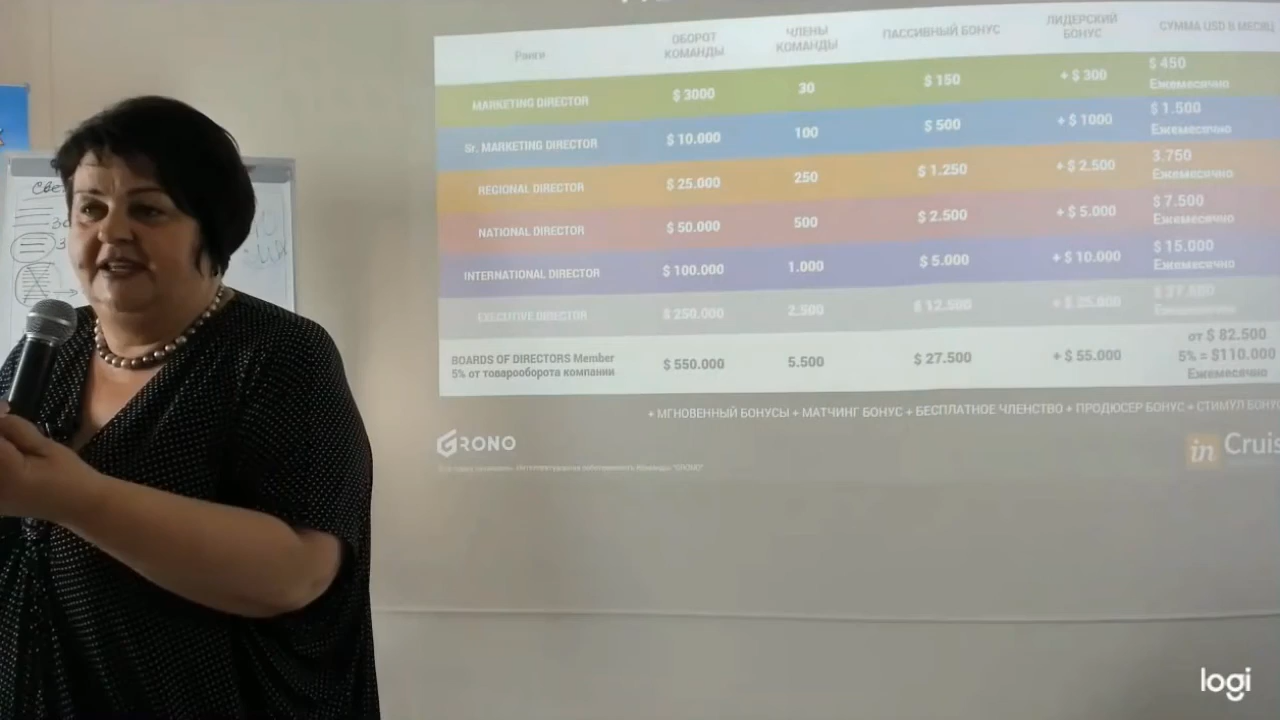 Ранги
ОБОРОТ
КОМАНДЫ
ЧЛЕНЫ
КОМАНДЫ
ПАССИВНЫЙ БОНУС
ЛИДЕРСКИЙ
БОНУС
СУММА USD В МЕСЯЦ
MARKETING DIRECTOR
$ 3000
30
$ 150
+ $ 300
$ 450
Ежемесячно
Sr. MARKETING DIRECTOR
$ 10.000
100
$ 500
+ $ 1000
$ 1.500
Ежемесячно
REGIONAL DIRECTOR
$ 25.000
250
$ 1.250
+ $ 2.500
3.750
Ежемесячно
NATIONAL DIRECTOR
$ 50.000
500
$ 2.500
+ $ 5.000
$ 7.500
Ежемесячно
INTERNATIONAL DIRECTOR
$ 100.000
1.000
$ 5.000
+ $ 10.000
$ 15.000
Ежемесячно
EXECUTIVE DIRECTOR
$ 250.000
2.500
$ 12.500
Ежемесячно
BOARDS OF DIRECTORS Member
5% от товарооборота компании
$ 550.000
5.500
$ 27.500
+ $ 55.000
от $ 82.500
5% = $110.000
Ежемесячно
+ МГНОВЕННЫЙ БОНУСЫ + МАТЧИНГ БОНУС + БЕСПЛАТНОЕ ЧЛЕНСТВО + ПРОДЮСЕР БОНУС + СТИМУЛ БОНУС
GRONO
in Cruis
logi